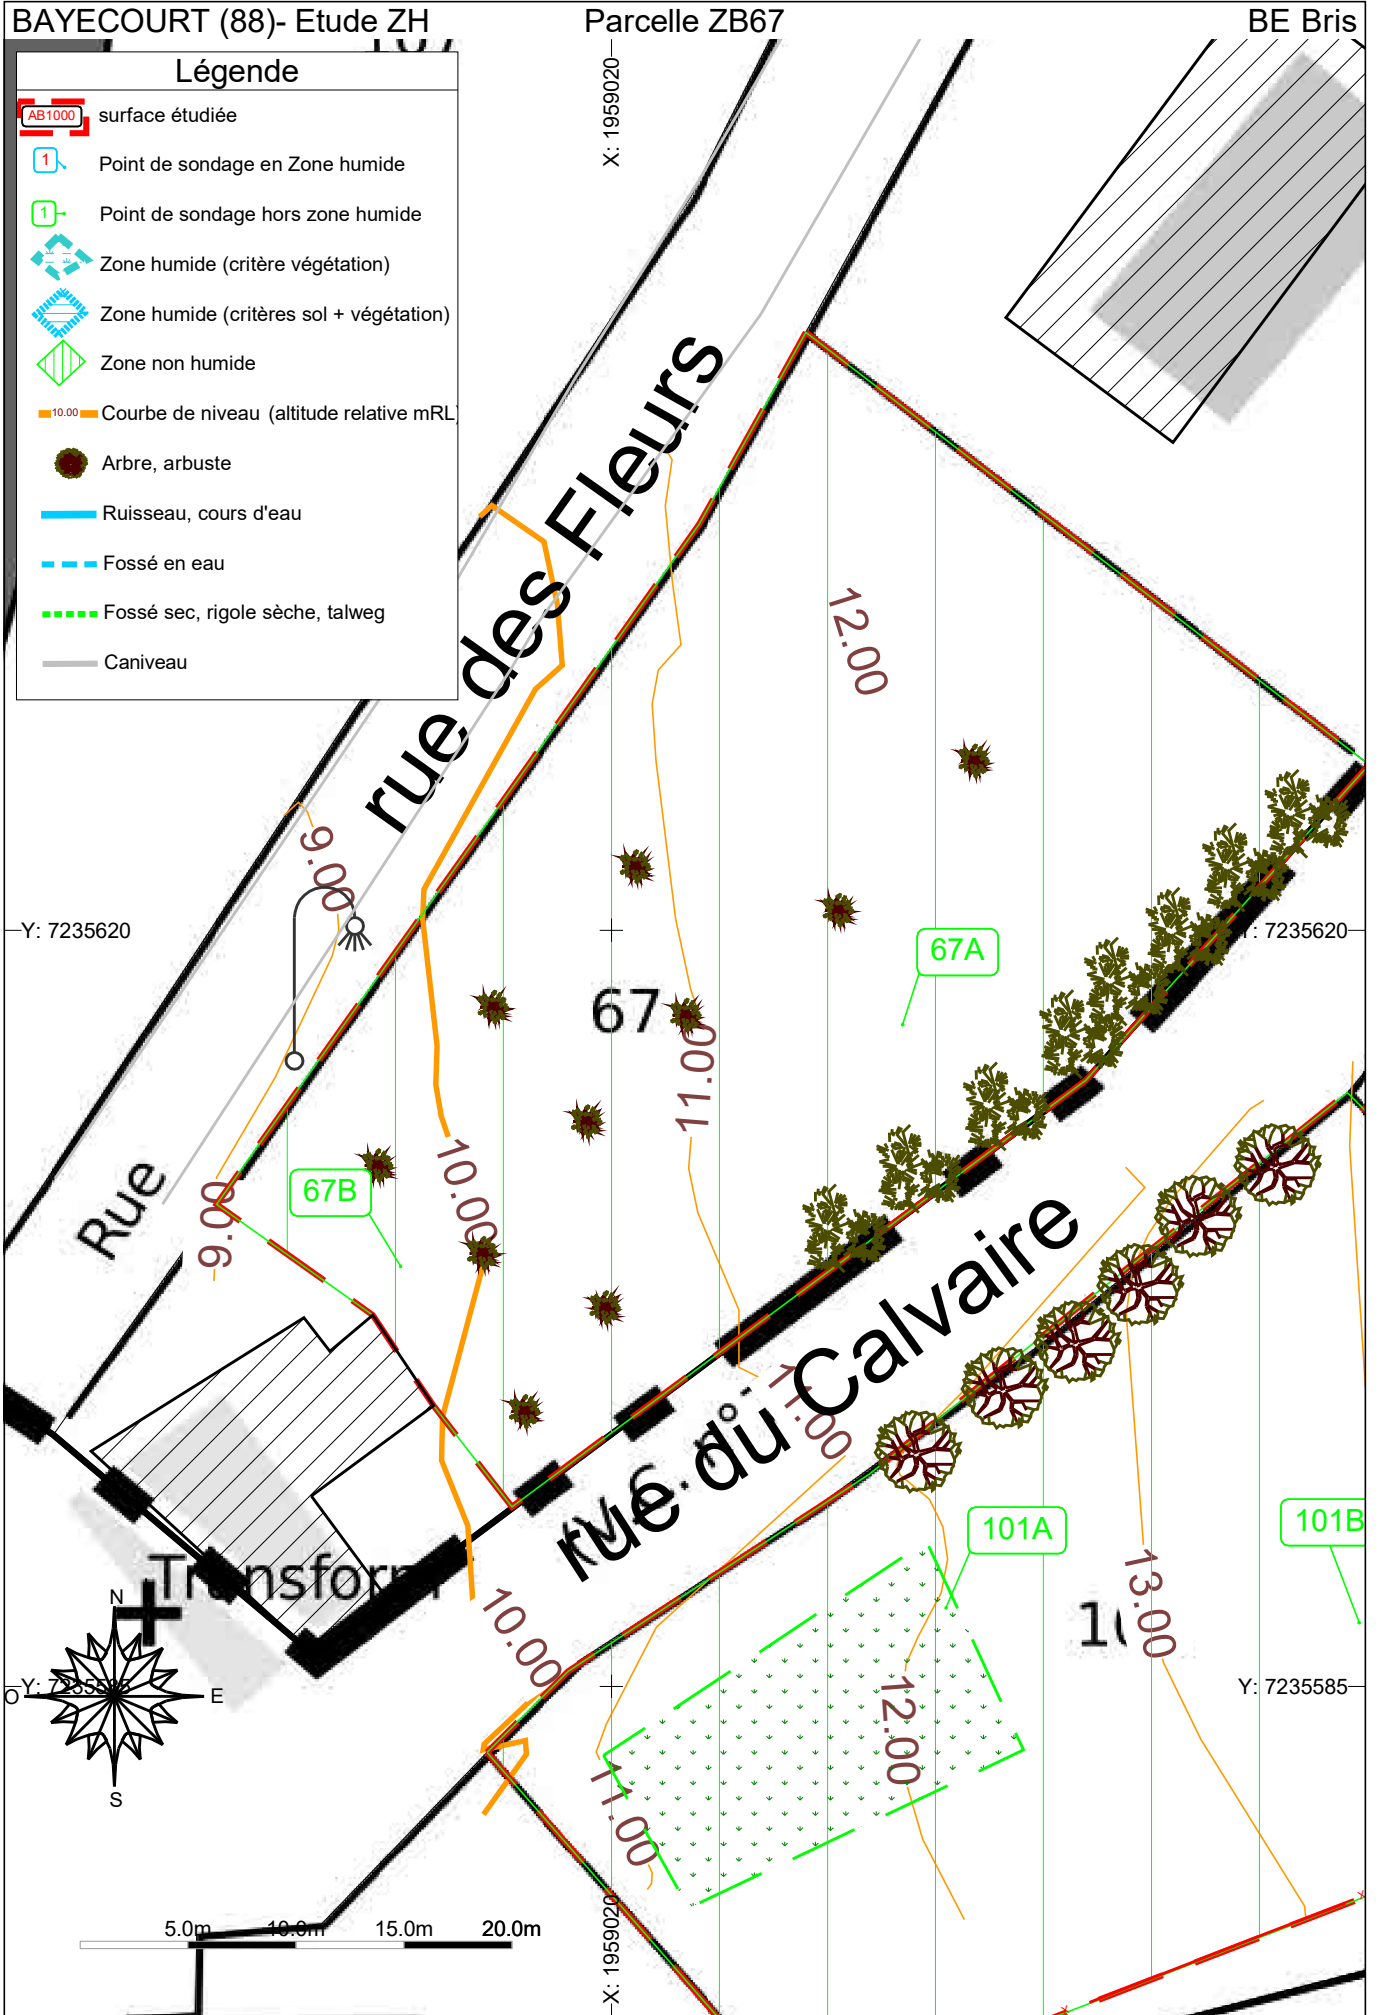 BAYECOURT (88)- Etude ZH
Parcelle ZB67
BE Bris
Légende
AB1000 surface étudiée
1 Point de sondage en Zone humide
1 Point de sondage hors zone humide
Zone humide (critère végétation)
Zone humide (critères sol + végétation)
Zone non humide
10.00 Courbe de niveau (altitude relative mRL)
Arbre, arbuste
Ruisseau, cours d'eau
Fossé en eau
Fossé sec, rigole sèche, talweg
Caniveau
X: 1959020
rue des Fleurs
12.00
9.00
Y: 7235620
Y: 7235620
67A
67
11.00
10.00
67B
Rue
9.00
rue du Calvaire
11.00
101A
101B
13.00
Transform
10.00
N
O
E
S
Y: 7235585
Y: 7235585
12.00
11.00
X: 1959020
5.0m
10.0m
15.0m
20.0m